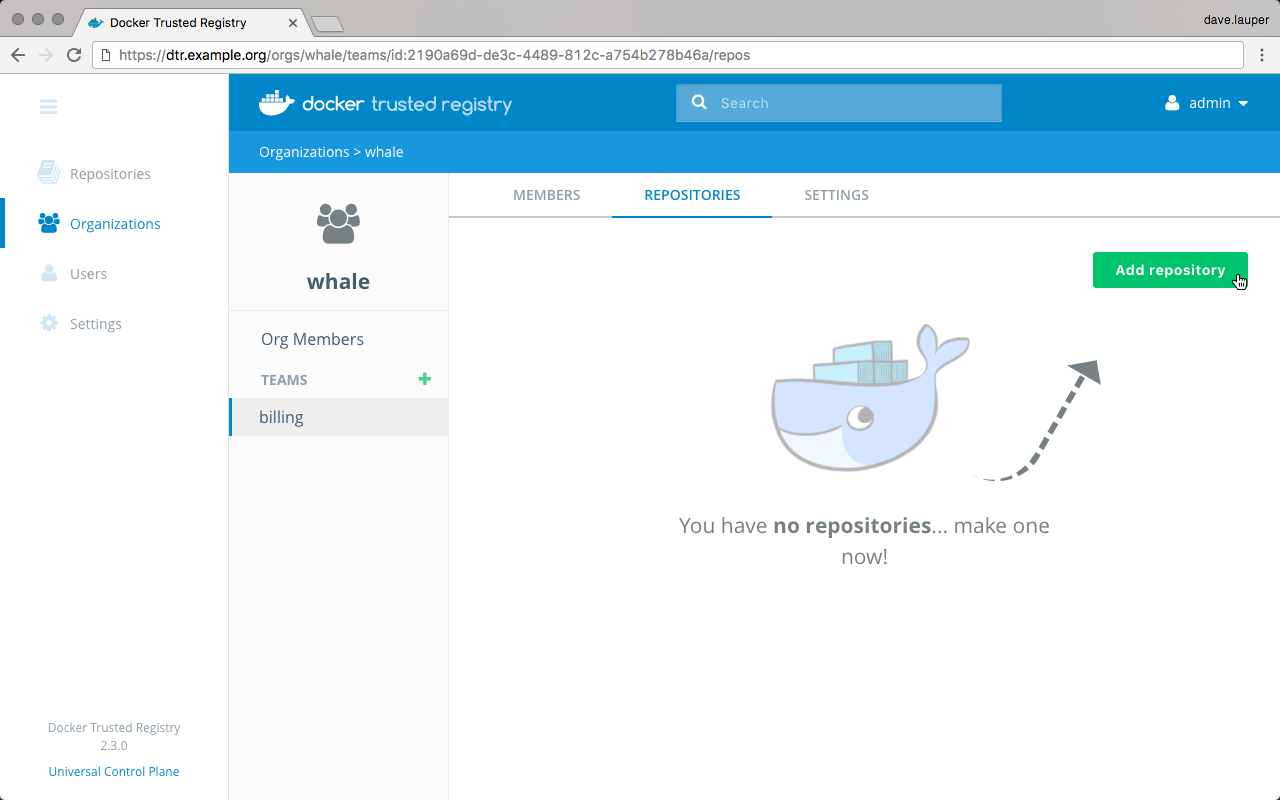 Docker Trusted Registry
dave.lauper
https://dtr.example.org/orgs/whale/teams/id:2190a69d-de3c-4489-812c-a754b278b46a/repos
docker trusted registry
Search
admin
Organizations > whale
Repositories
Organizations
Users
Settings
whale
Org Members
TEAMS
billing
MEMBERS
REPOSITORIES
SETTINGS
Add repository
You have no repositories... make one
now!
Docker Trusted Registry
2.3.0
Universal Control Plane